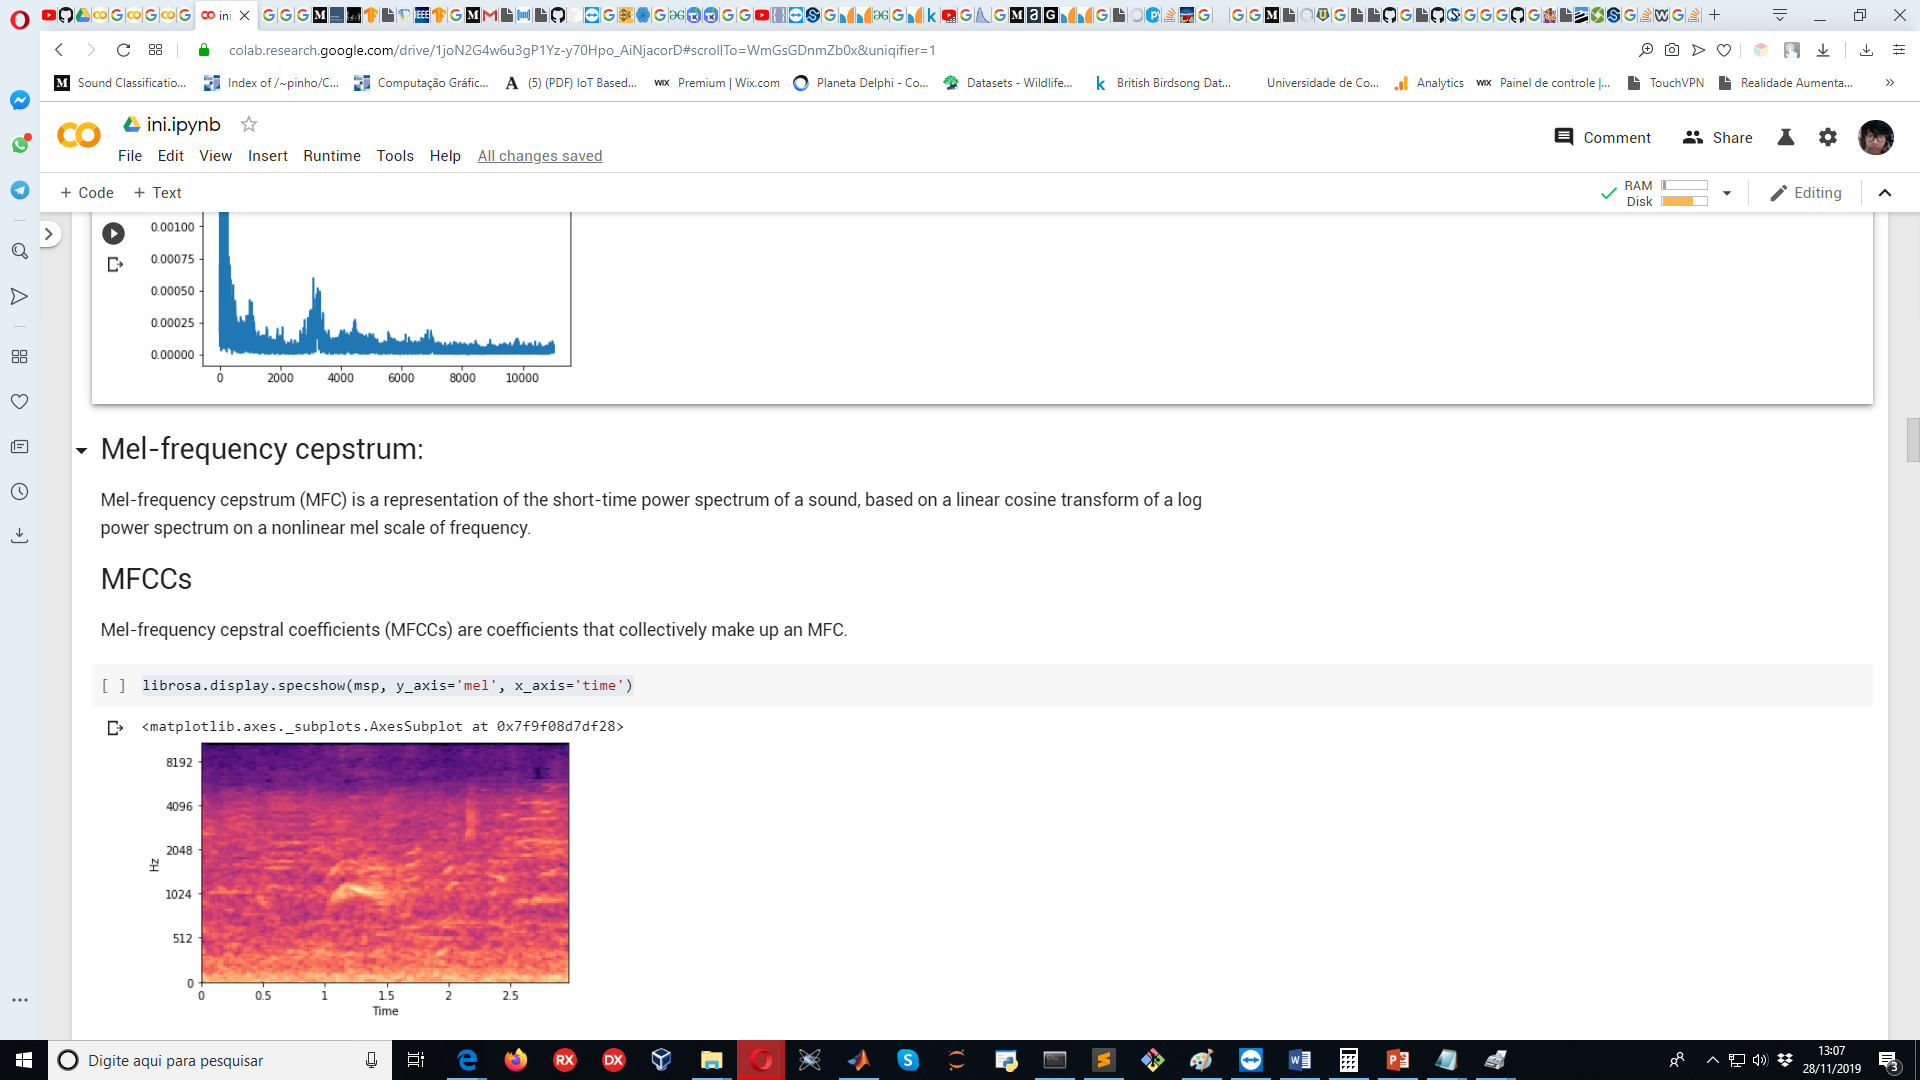 ini
colab.research.google.com/drive/1joN2G4w6u3gP1Yz-y70Hpo_AiNjacorD#scrollTo=WmGsGDnmZb0x&uniqifier=1
Sound Classificatio... Index of /~pinho/C... Computação Gráfic... (5) (PDF) IoT Based... Premium | Wix.com Planeta Delphi - Co... Datasets - Wildlife... British Birdsong Dat... Universidade de Co... Analytics Painel de controle |... TouchVPN Realidade Aumenta...
ini.ipynb
Comment Share
File Edit View Insert Runtime Tools Help All changes saved
+ Code + Text
RAM
Disk
Editing
0.00100
0.00075
0.00050
0.00025
0.00000
0 2000 4000 6000 8000 10000
Mel-frequency cepstrum:
Mel-frequency cepstrum (MFC) is a representation of the short-time power spectrum of a sound, based on a linear cosine transform of a log
power spectrum on a nonlinear mel scale of frequency.
MFCCs
Mel-frequency cepstral coefficients (MFCCs) are coefficients that collectively make up an MFC.
[ ] librosa.display.specshow(msp, y_axis='mel', x_axis='time')
<matplotlib.axes._subplots.AxesSubplot at 0x7f9f08d7df28>
8192
4096
2048
Hz
1024
512
0
0 0.5 1 1.5 2 2.5
Time
Digite aqui para pesquisar
RX DX
13:07
28/11/2019
3